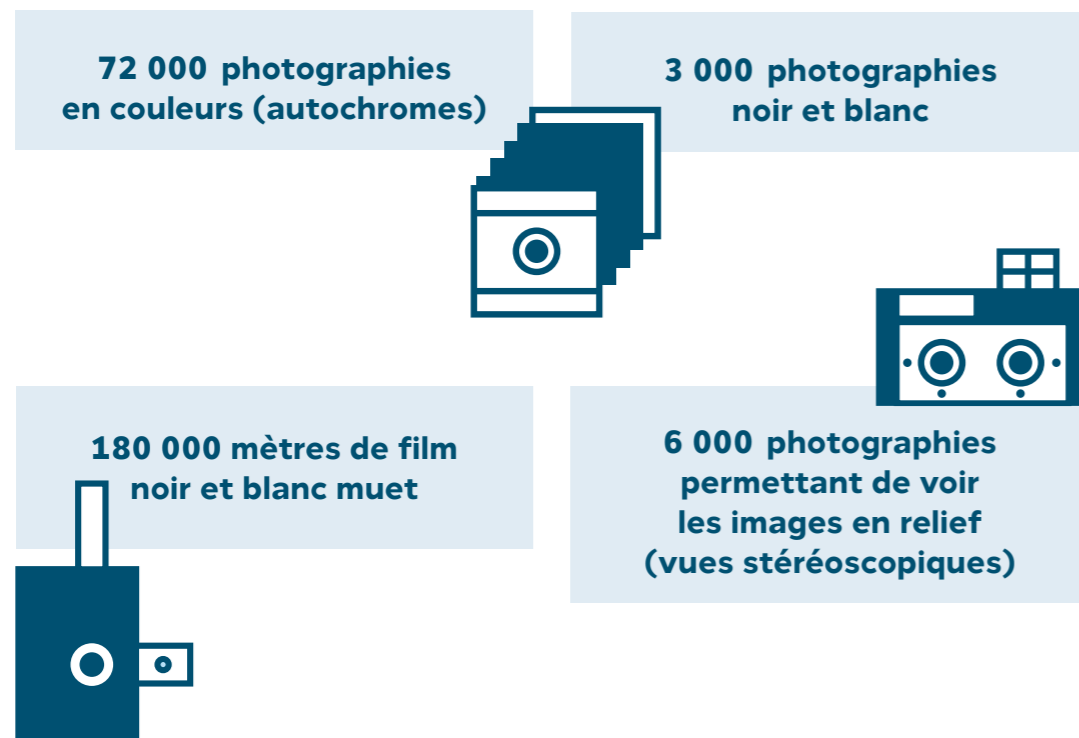 72 000 photographies
en couleurs (autochromes)
3 000 photographies
noir et blanc
180 000 mètres de film
noir et blanc muet
6 000 photographies
permettant de voir
les images en relief
(vues stéréoscopiques)